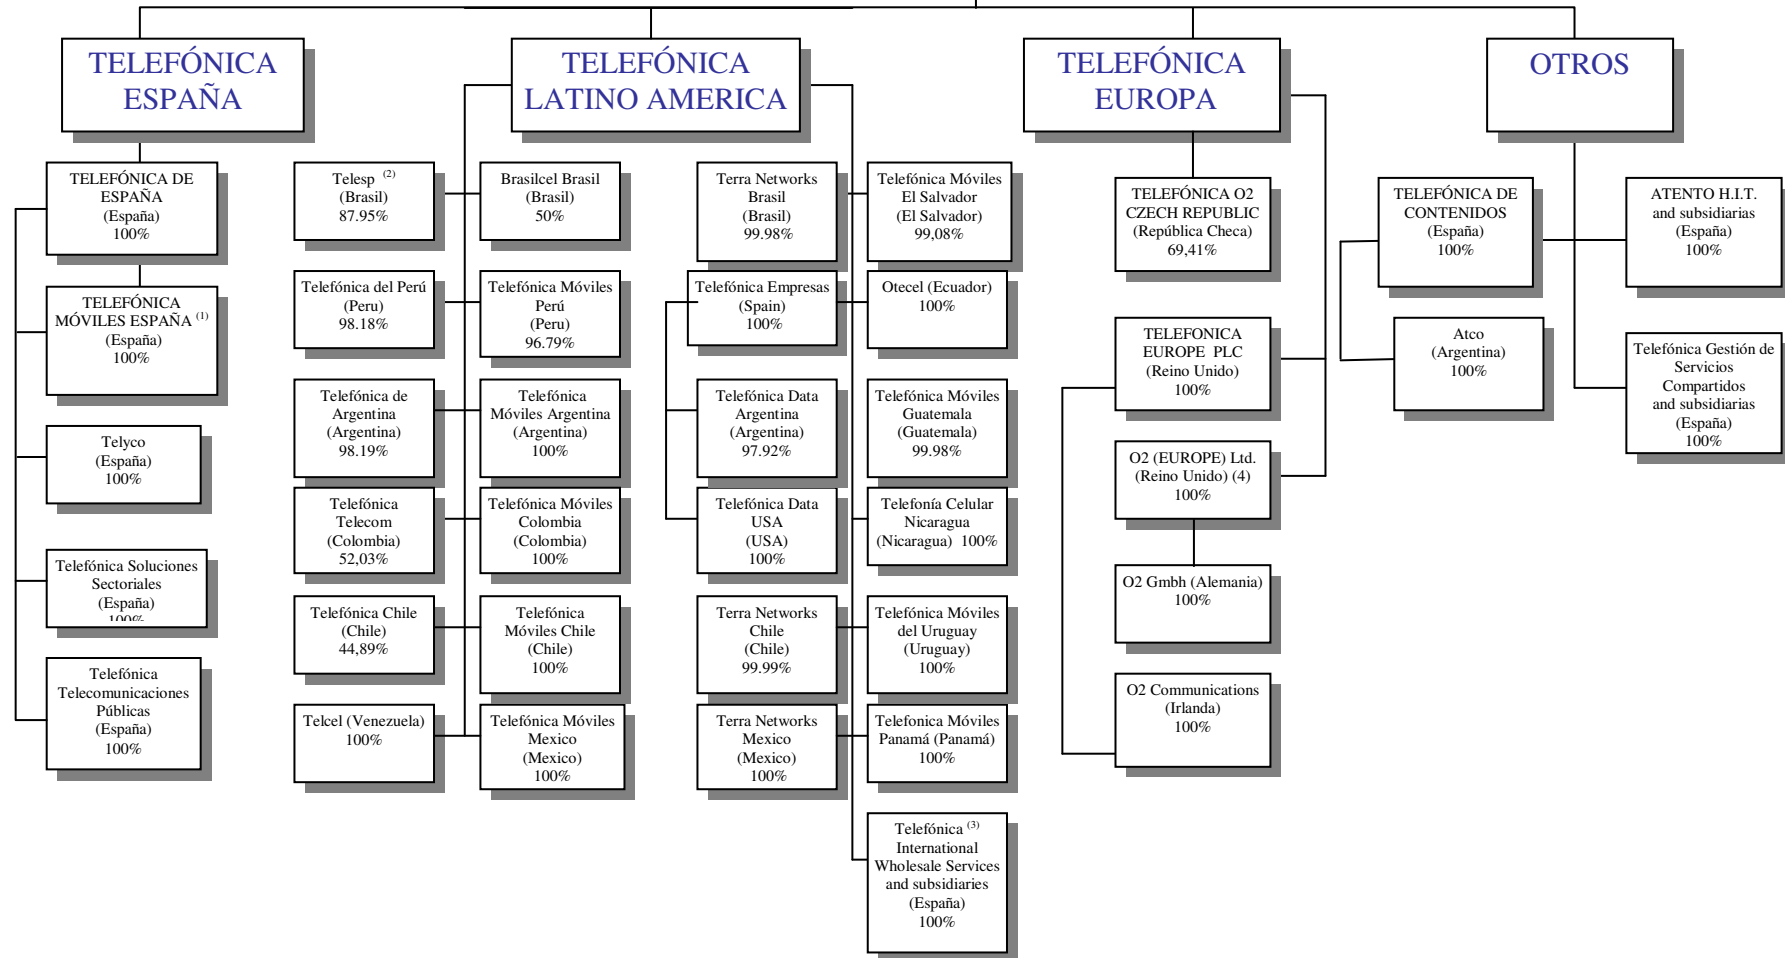 TELEFÓNICA
ESPAÑA
TELEFÓNICA
LATINO AMERICA
TELEFÓNICA
EUROPA
OTROS
TELEFÓNICA DE
ESPAÑA
(España)
100%
TELEFÓNICA
MÓVILES ESPAÑA (1)
(España)
100%
Telyco
(España)
100%
Telefónica Soluciones
Sectoriales
(España)
100%
Telefónica
Telecomunicaciones
Públicas
(España)
100%
Telesp (2)
(Brasil)
87.95%
Telefónica del Perú
(Peru)
98.18%
Telefónica de
Argentina
(Argentina)
98.19%
Telefónica
Telecom
(Colombia)
52,03%
Telefónica Chile
(Chile)
44,89%
Telcel (Venezuela)
100%
Brasilcel Brasil
(Brasil)
50%
Telefónica Móviles
Perú
(Peru)
96.79%
Telefónica
Móviles Argentina
(Argentina)
100%
Telefónica Móviles
Colombia
(Colombia)
100%
Telefónica
Móviles Chile
(Chile)
100%
Telefónica Móviles
Mexico
(Mexico)
100%
Terra Networks
Brasil
(Brasil)
99.98%
Telefónica Empresas
(Spain)
100%
Telefónica Data
Argentina
(Argentina)
97.92%
Telefónica Data
USA
(USA)
100%
Terra Networks
Chile
(Chile)
99.99%
Terra Networks
Mexico
(Mexico)
100%
Telefónica Móviles
El Salvador
(El Salvador)
99,08%
Otecel (Ecuador)
100%
Telefónica Móviles
Guatemala
(Guatemala)
99.98%
Telefonía Celular
Nicaragua
(Nicaragua) 100%
Telefónica Móviles
del Uruguay
(Uruguay)
100%
Telefonica Móviles
Panamá (Panamá)
100%
Telefónica (3)
International
Wholesale Services
and subsidiaries
(España)
100%
TELEFÓNICA O2
CZECH REPUBLIC
(República Checa)
69,41%
TELEFONICA
EUROPE PLC
(Reino Unido)
100%
O2 (EUROPE) Ltd.
(Reino Unido) (4)
100%
O2 Gmbh (Alemania)
100%
O2 Communications
(Irlanda)
100%
TELEFÓNICA DE
CONTENIDOS
(España)
100%
Atco
(Argentina)
100%
ATENTO H.I.T.
and subsidiarias
(España)
100%
Telefónica Gestión de
Servicios
Compartidos
and subsidiarias
(España)
100%